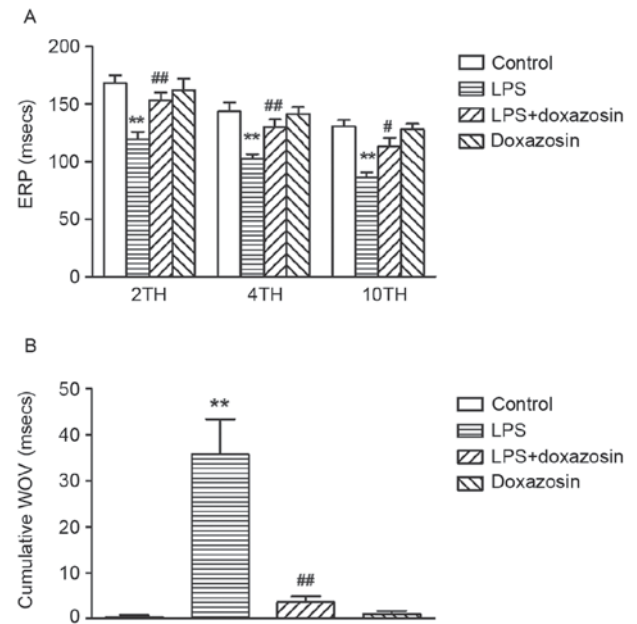 A
ERP (msecs)
200
150
100
50
0
**
##
**
##
**
#
2TH
4TH
10TH
Control
LPS
LPS+doxazosin
Doxazosin
B
Cumulative WOV (msecs)
50
40
30
20
10
0
**
##
Control
LPS
LPS+doxazosin
Doxazosin